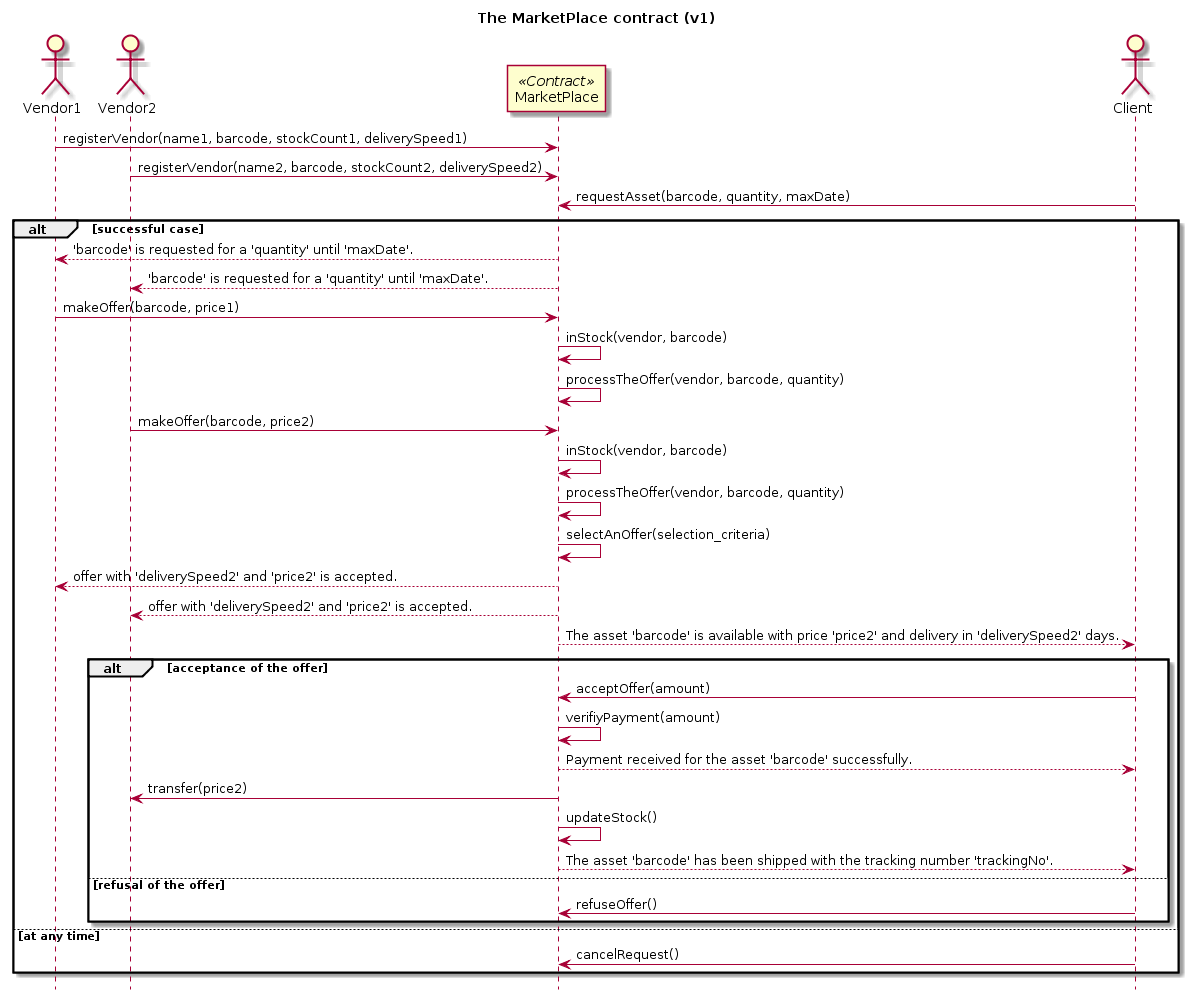 The MarketPlace contract (v1)
Vendor1
Vendor2
«Contract»
MarketPlace
Client
registerVendor(name1, barcode, stockCount1, deliverySpeed1)
registerVendor(name2, barcode, stockCount2, deliverySpeed2)
requestAsset(barcode, quantity, maxDate)
alt [successful case]
'barcode' is requested for a 'quantity' until 'maxDate'.
'barcode' is requested for a 'quantity' until 'maxDate'.
makeOffer(barcode, price1)
inStock(vendor, barcode)
processTheOffer(vendor, barcode, quantity)
makeOffer(barcode, price2)
inStock(vendor, barcode)
processTheOffer(vendor, barcode, quantity)
selectAnOffer(selection_criteria)
offer with 'deliverySpeed2' and 'price2' is accepted.
offer with 'deliverySpeed2' and 'price2' is accepted.
The asset 'barcode' is available with price 'price2' and delivery in 'deliverySpeed2' days.
alt [acceptance of the offer]
acceptOffer(amount)
verifiyPayment(amount)
Payment received for the asset 'barcode' successfully.
transfer(price2)
updateStock()
The asset 'barcode' has been shipped with the tracking number 'trackingNo'.
[refusal of the offer]
refuseOffer()
[at any time]
cancelRequest()